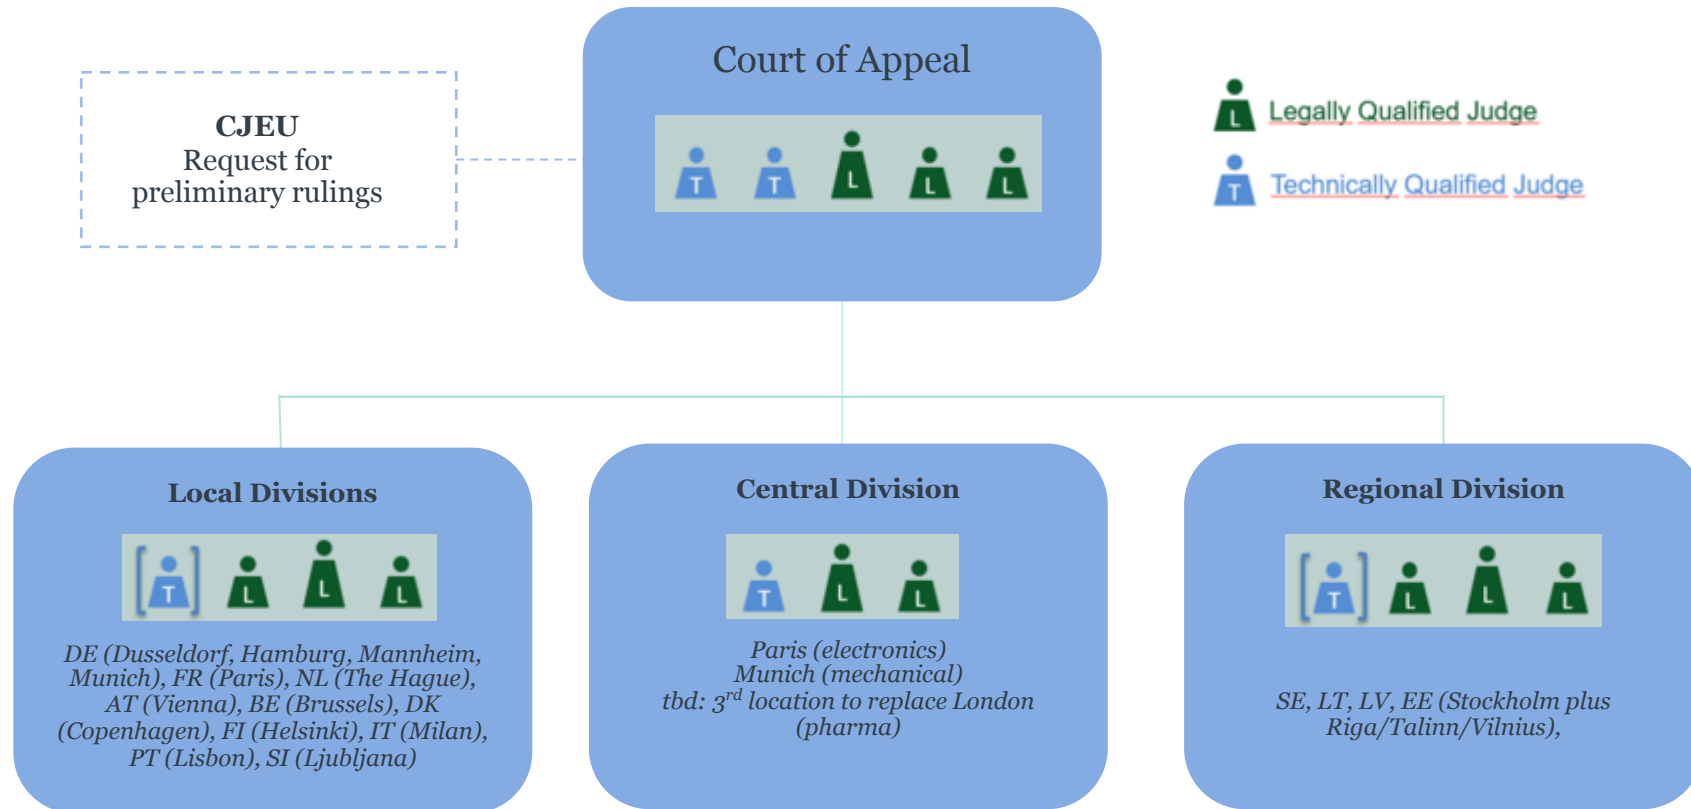 Court of Appeal
CJEU
Request for
preliminary rulings
T T L L L
L Legally Qualified Judge
T Technically Qualified Judge
Local Divisions
[T] L L L
DE (Dusseldorf, Hamburg, Mannheim,
Munich), FR (Paris), NL (The Hague),
AT (Vienna), BE (Brussels), DK
(Copenhagen), FI (Helsinki), IT (Milan),
PT (Lisbon), SI (Ljubljana)
Central Division
T L L
Paris (electronics)
Munich (mechanical)
tbd: 3rd location to replace London
(pharma)
Regional Division
[T] L L L
SE, LT, LV, EE (Stockholm plus
Riga/Talinn/Vilnius),